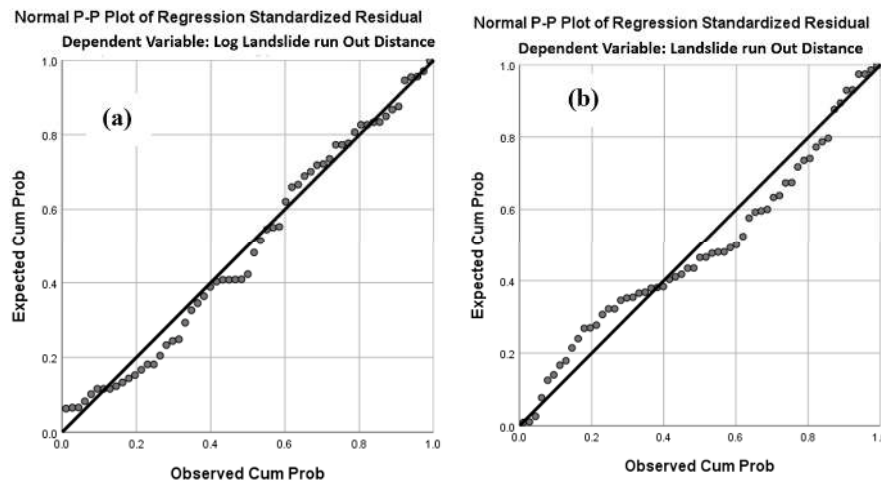 Normal P-P Plot of Regression Standardized Residual
Dependent Variable: Log Landslide run Out Distance
(a)
Expected Cum Prob
1.0
0.8
0.6
0.4
0.2
0.0
0.0 0.2 0.4 0.6 0.8 1.0
Observed Cum Prob
Normal P-P Plot of Regression Standardized Residual
Dependent Variable: Landslide run Out Distance
(b)
Expected Cum Prob
1.0
0.8
0.6
0.4
0.2
0.0
0.0 0.2 0.4 0.6 0.8 1.0
Observed Cum Prob